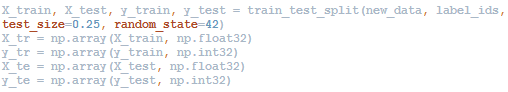 X_train, X_test, y_train, y_test = train_test_split(new_data, label_ids,
test_size=0.25, random_state=42)
X_tr = np.array(X_train, np.float32)
y_tr = np.array(y_train, np.int32)
X_te = np.array(X_test, np.float32)
y_te = np.array(y_test, np.int32)